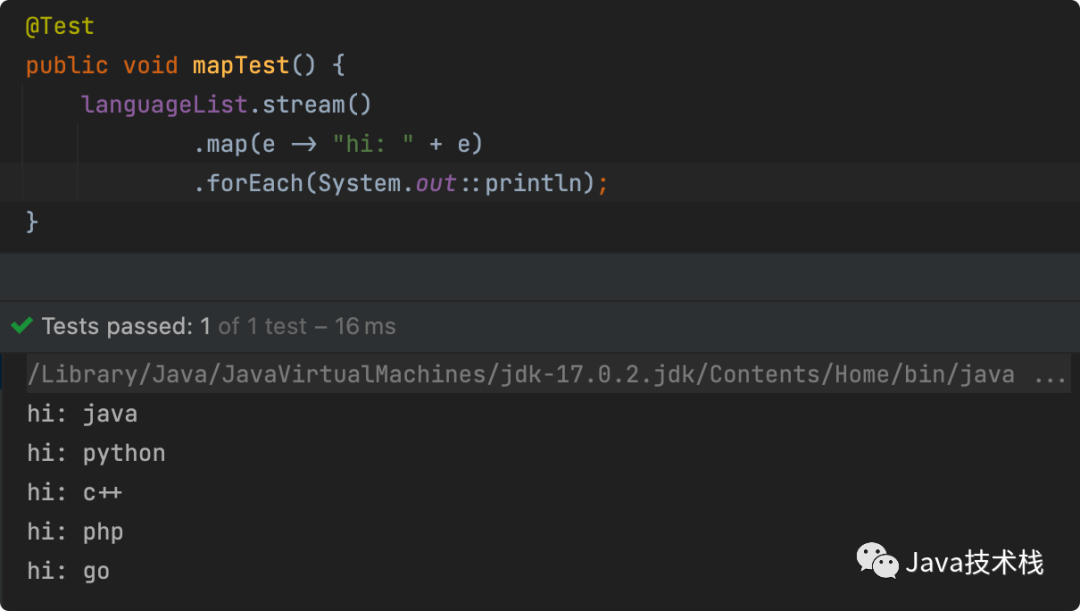 @Test
public void mapTest() {
    languageList.stream()
            .map(e -> "hi: " + e)
            .forEach(System.out::println);
}
Tests passed: 1 of 1 test – 16 ms
/Library/Java/JavaVirtualMachines/jdk-17.0.2.jdk/Contents/Home/bin/java ...
hi: java
hi: python
hi: c++
hi: php
hi: go
Java技术栈